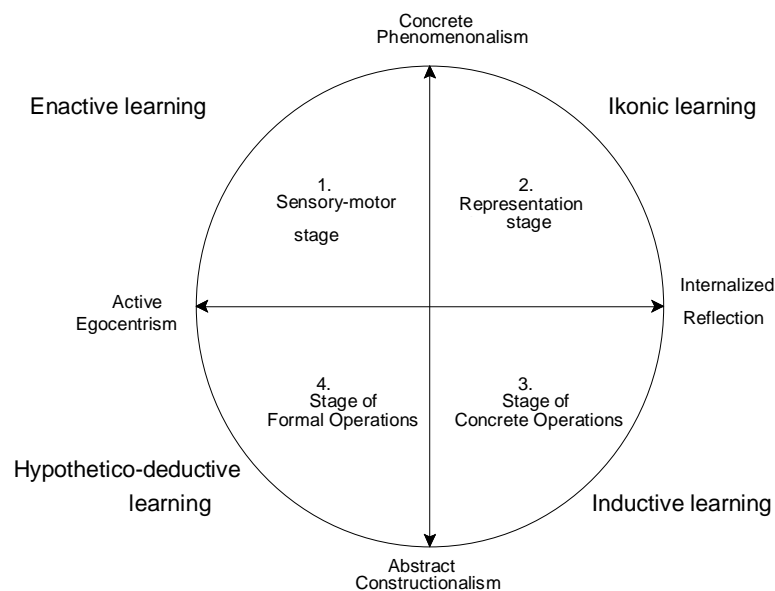 Concrete
Phenomenonalism
Enactive learning
Ikonic learning
1.
Sensory-motor
stage
2.
Representation
stage
Active
Egocentrism
Internalized
Reflection
4.
Stage of
Formal Operations
3.
Stage of
Concrete Operations
Hypothetico-deductive
learning
Inductive learning
Abstract
Constructionalism